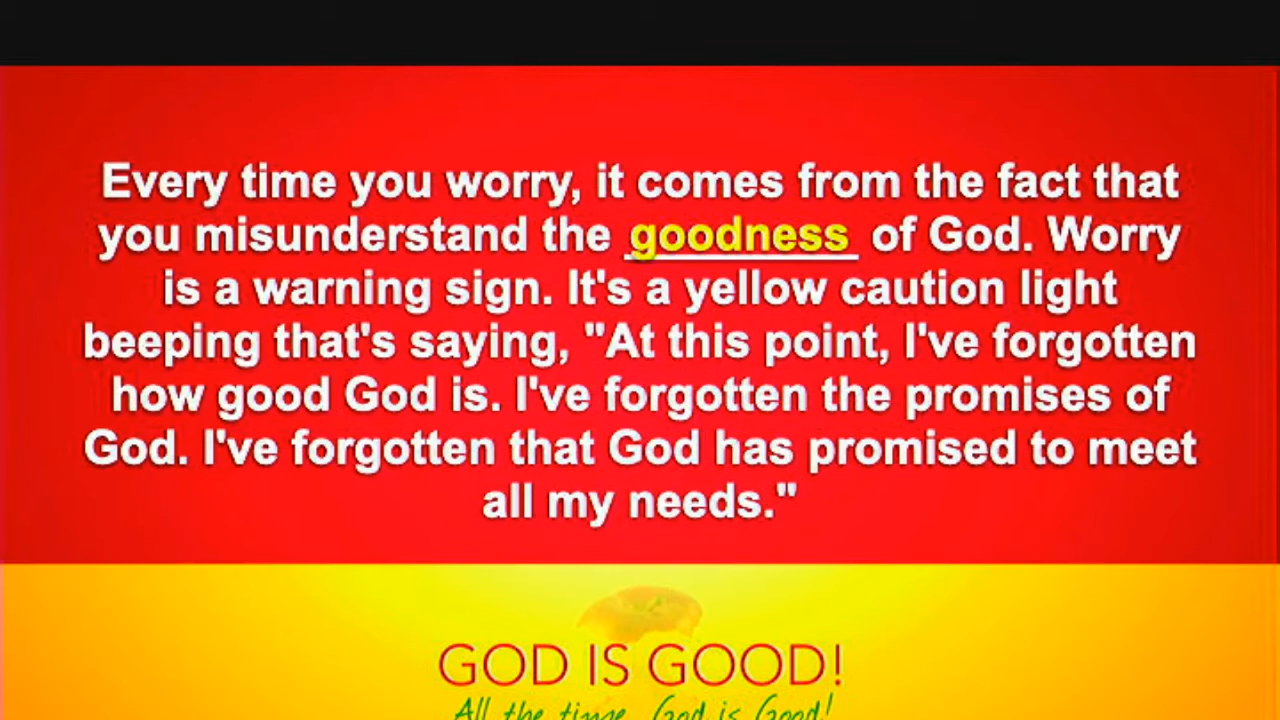 Every time you worry, it comes from the fact that
you misunderstand the goodness of God. Worry
is a warning sign. It's a yellow caution light
beeping that's saying, "At this point, I've forgotten
how good God is. I've forgotten the promises of
God. I've forgotten that God has promised to meet
all my needs."
GOD IS GOOD!
All the time, God is Good!